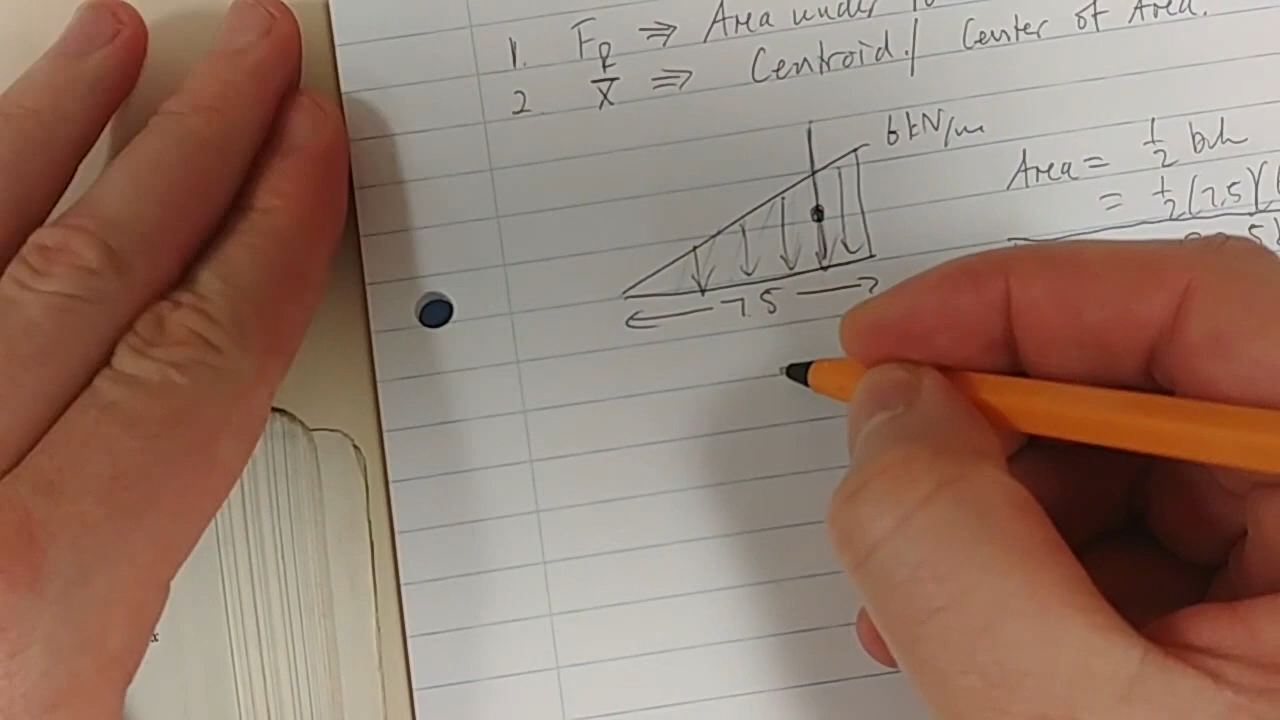 1. FR ⇒ Area under
2 x̄ ⇒ Centroid./ Center of Area.
6kN/m
Area = 1/2 bh
= 1/2 (7.5)(
7.5
x